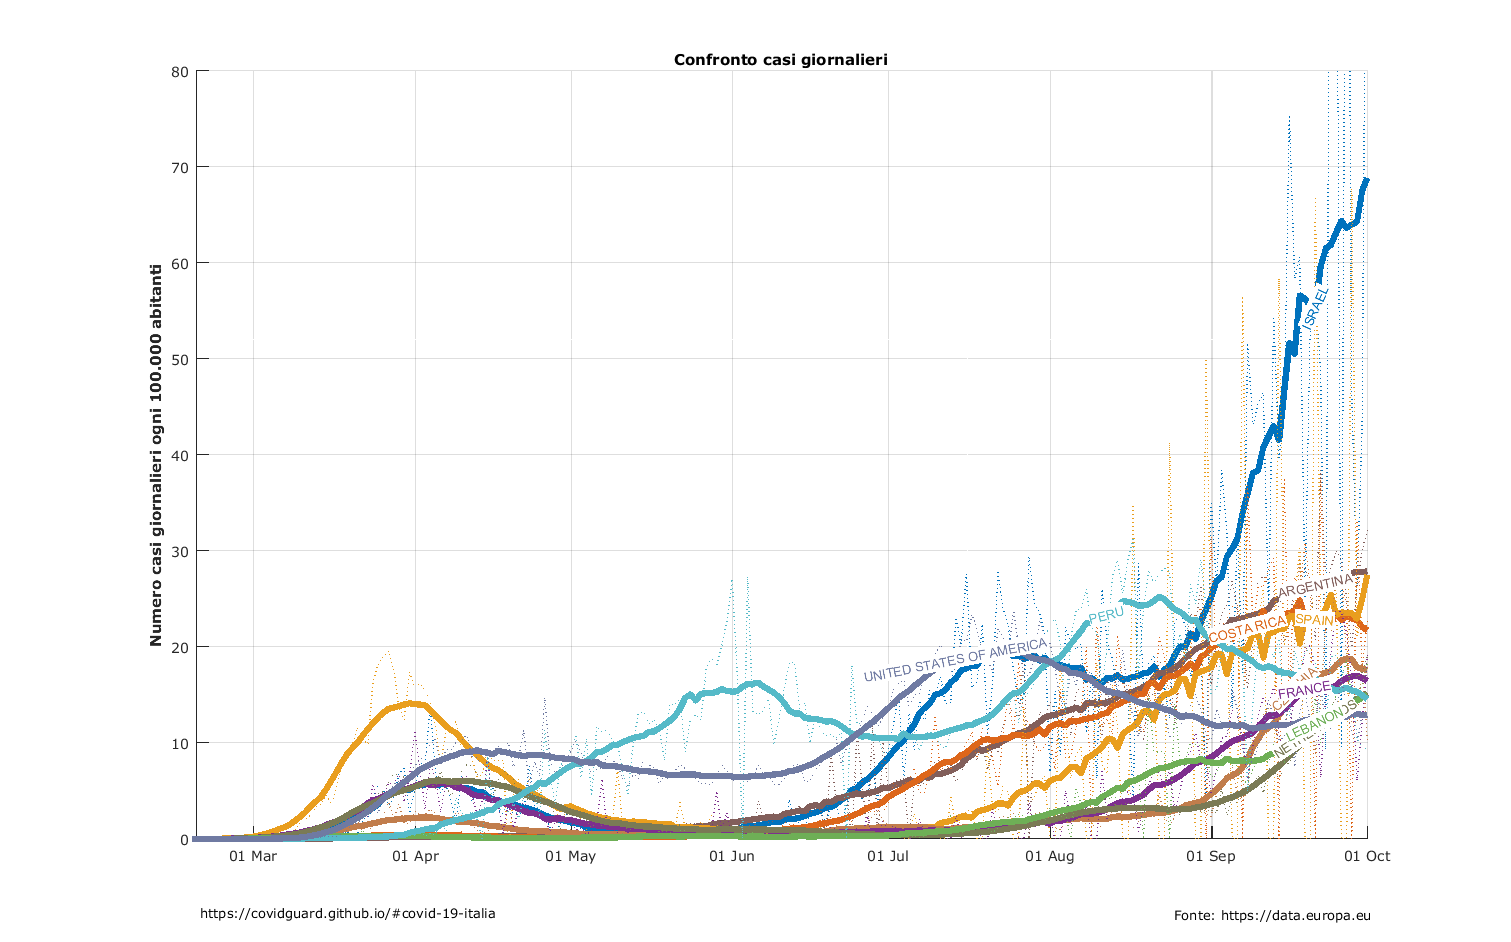 Confronto casi giornalieri
Numero casi giornalieri ogni 100.000 abitanti
80
70
60
50
40
30
20
10
0
ISRAEL
ARGENTINA
PERU
COSTA RICA
SPAIN
UNITED STATES OF AMERICA
FRANCE
LEBANON
01 Mar
01 Apr
01 May
01 Jun
01 Jul
01 Aug
01 Sep
01 Oct
https://covidguard.github.io/#covid-19-italia
Fonte: https://data.europa.eu